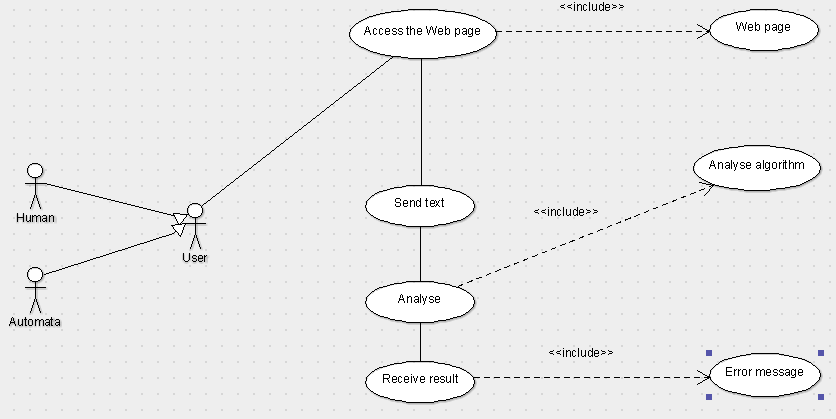 <<include>>
Access the Web page
Web page
Analyse algorithm
Send text
<<include>>
Human
User
Analyse
Automata
<<include>>
Receive result
Error message